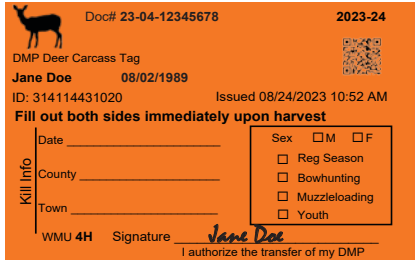 Doc# 23-04-12345678 2023-24
DMP Deer Carcass Tag
Jane Doe 08/02/1989
ID: 314114431020 Issued 08/24/2023 10:52 AM
Fill out both sides immediately upon harvest
Kill Info
Date
County
Town
Sex M F
Reg Season
Bowhunting
Muzzleloading
Youth
WMU 4H Signature Jane Doe
I authorize the transfer of my DMP